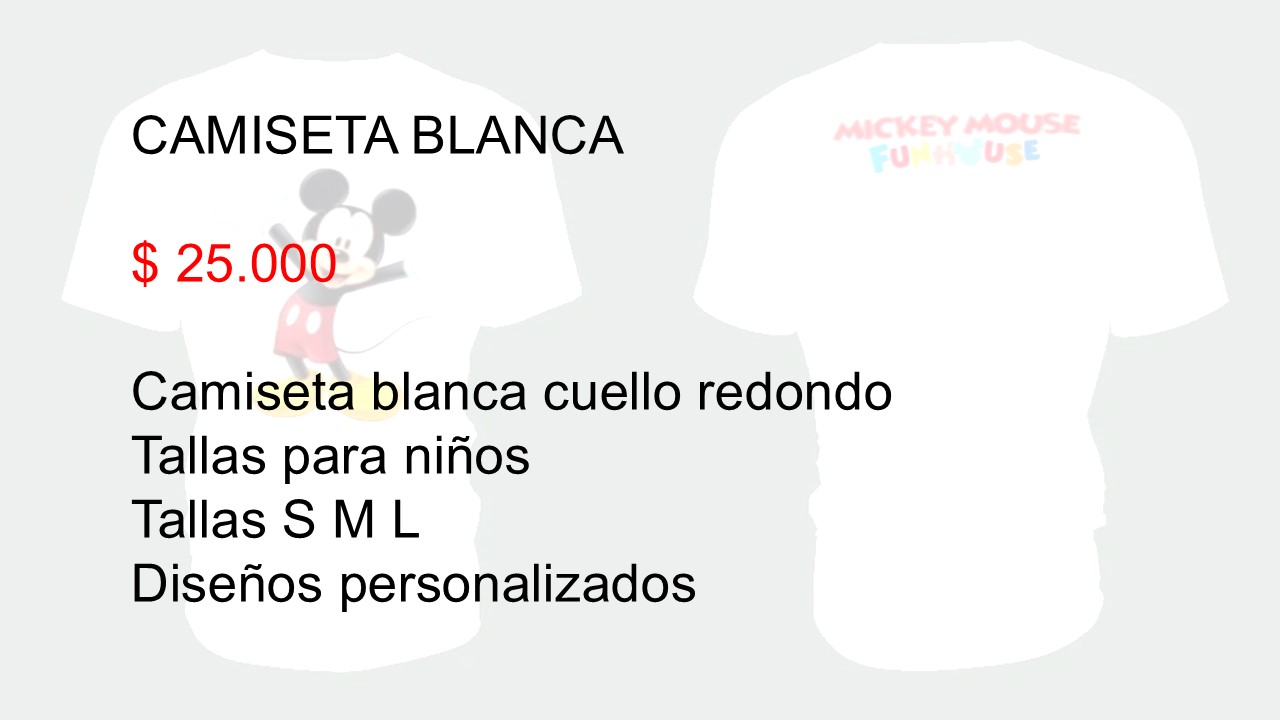 CAMISETA BLANCA
MICKEY MOUSE
FUNHOUSE
$ 25.000
Camiseta blanca cuello redondo
Tallas para niños
Tallas S M L
Diseños personalizados